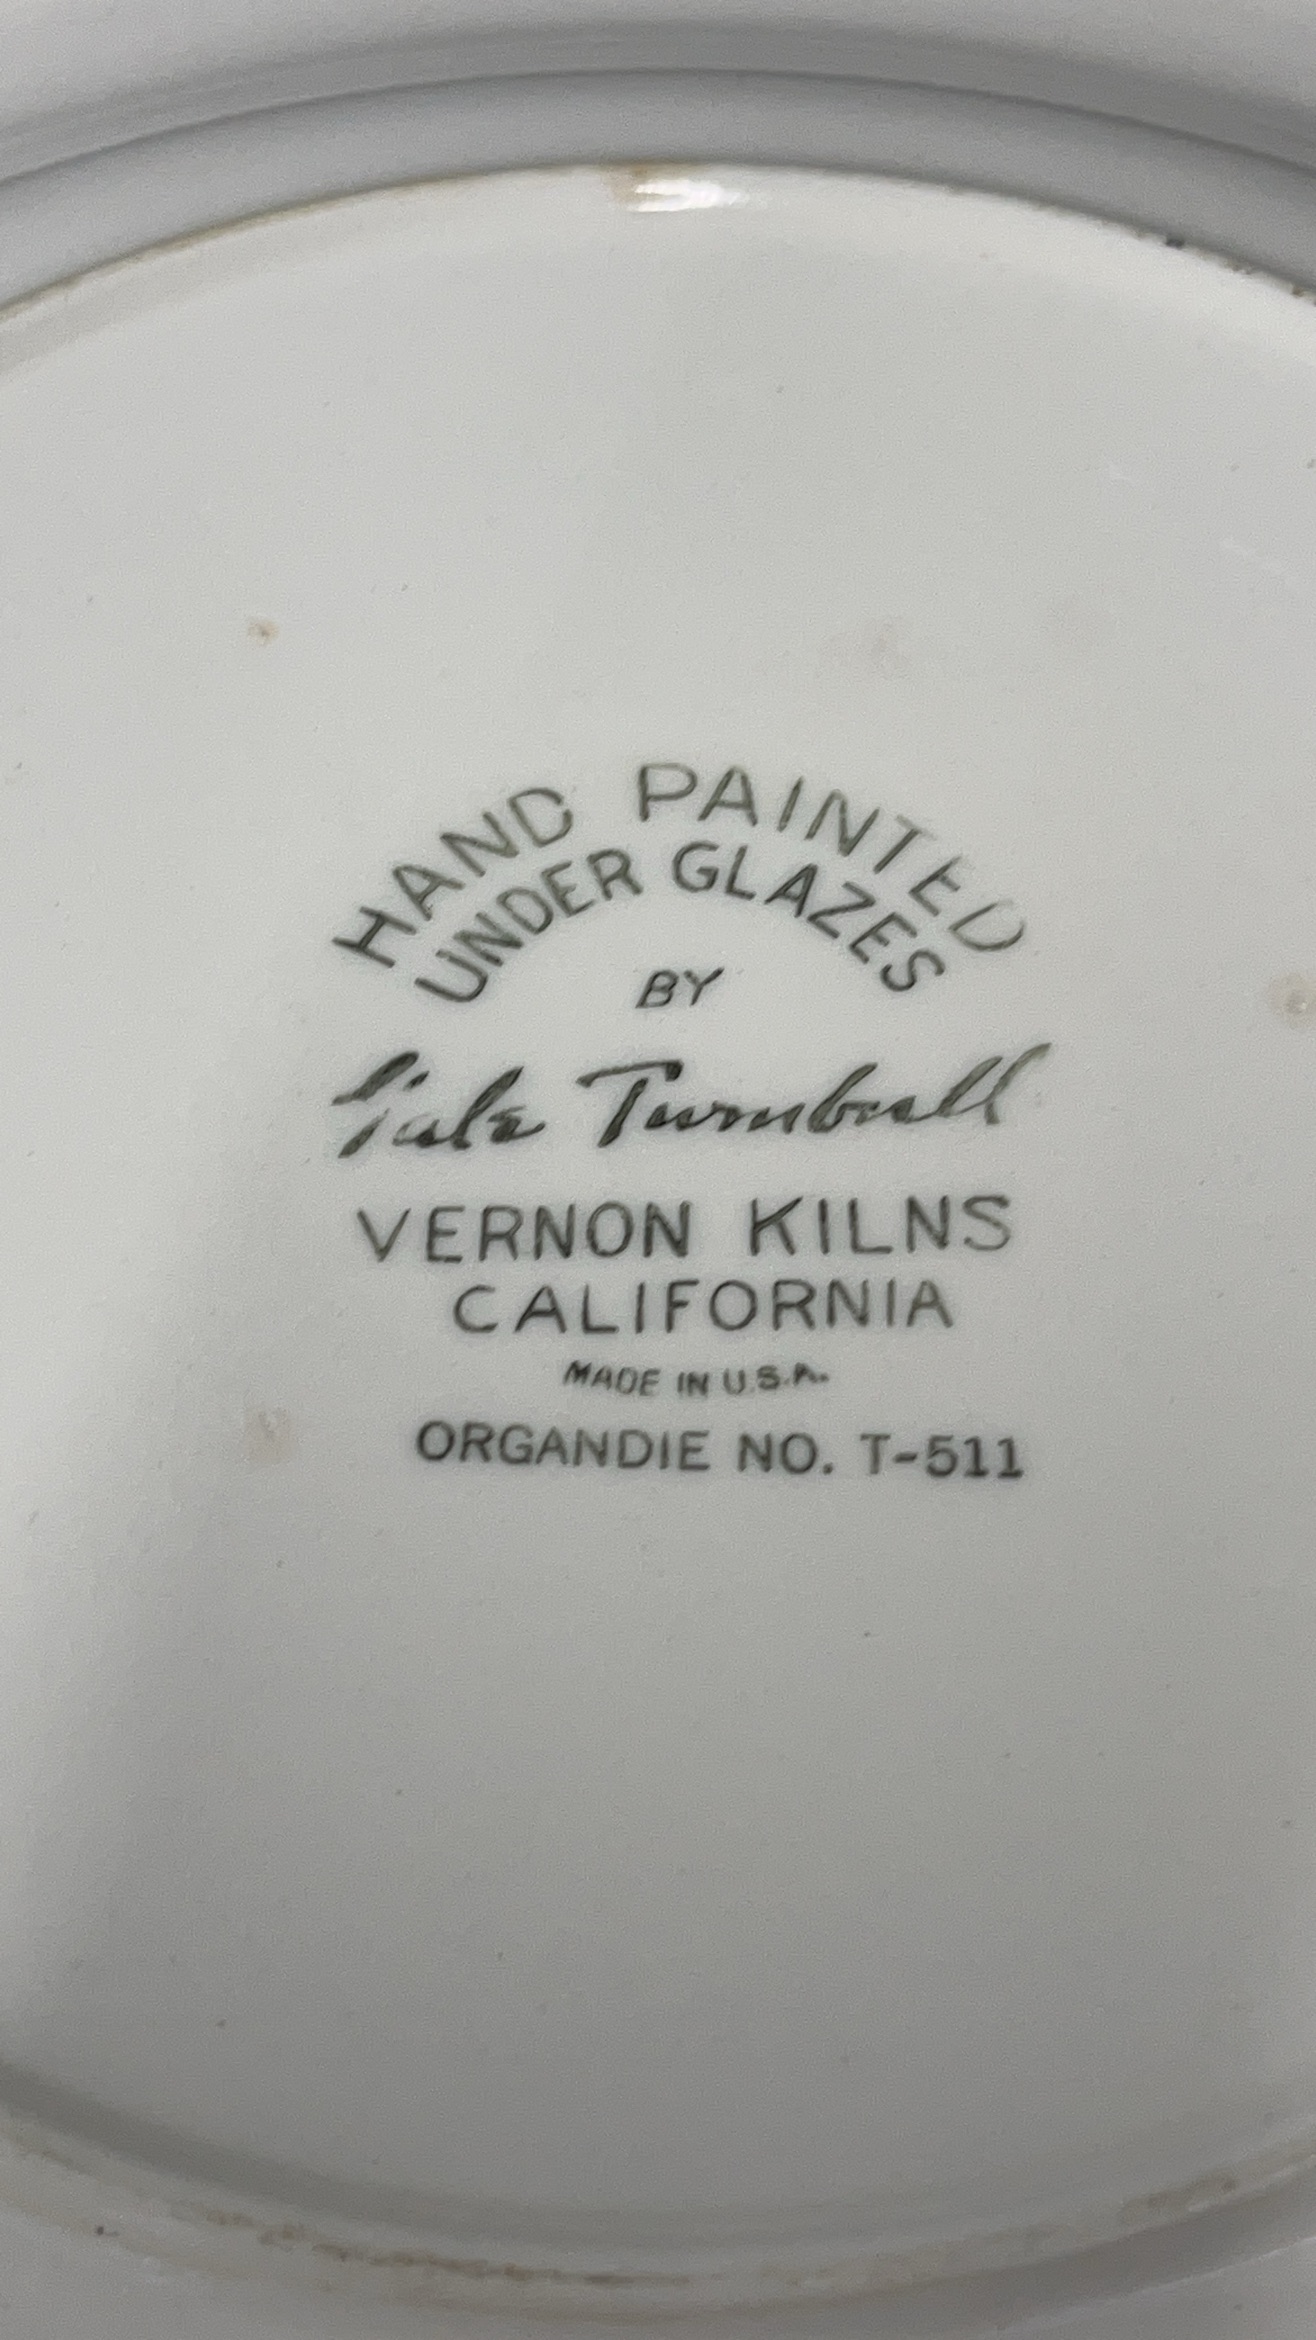 HAND PAINTED
UNDER GLAZES
BY
Gale Turnbull
VERNON KILNS
CALIFORNIA
MADE IN U.S.A.
ORGANDIE NO. T-511